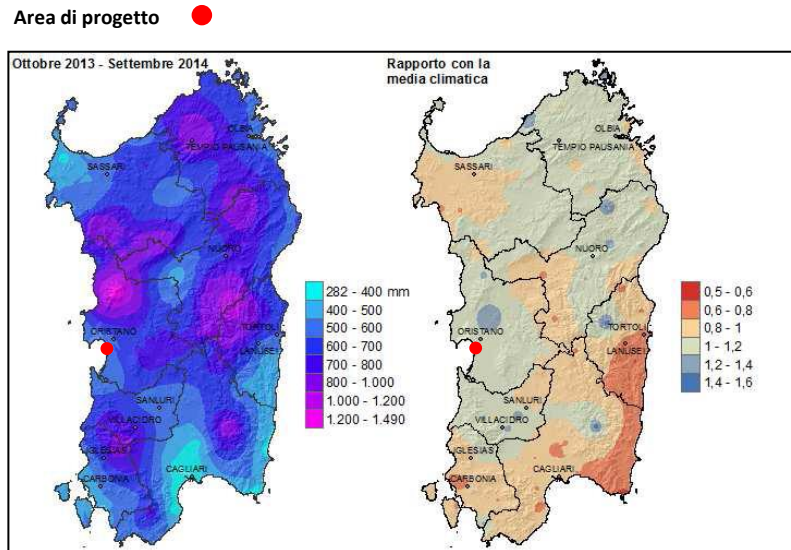 Area di progetto
Ottobre 2013 - Settembre 2014
OLBIA
TEMPIO PAUSANIA
SASSARI
NUORO
ORISTANO
TORTOLI
LANUSEI
SANLURI
VILLACIDRO
IGLESIAS
CARBONIA
CAGLIARI
282 - 400 mm
400 - 500
500 - 600
600 - 700
700 - 800
800 - 1.000
1.000 - 1.200
1.200 - 1.490
Rapporto con la
media climatica
OLBIA
TEMPIO PAUSANIA
SASSARI
NUORO
ORISTANO
TORTOLI
LANUSEI
SANLURI
VILLACIDRO
IGLESIAS
CARBONIA
CAGLIARI
0,5 - 0,6
0,6 - 0,8
0,8 - 1
1 - 1,2
1,2 - 1,4
1,4 - 1,6